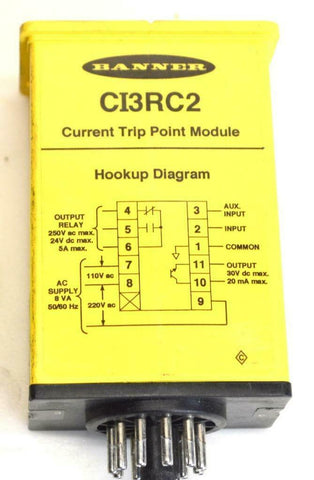 BANNER
CI3RC2
Current Trip Point Module
Hookup Diagram
OUTPUT
RELAY
250V ac max.
24V dc max.
5A max.
4
5
6
7
8
110V ac
220V ac
AC
SUPPLY
8 VA
50/60 Hz
3
2
1
11
10
9
AUX.
INPUT
INPUT
COMMON
OUTPUT
30V dc max.
20 mA max.
C